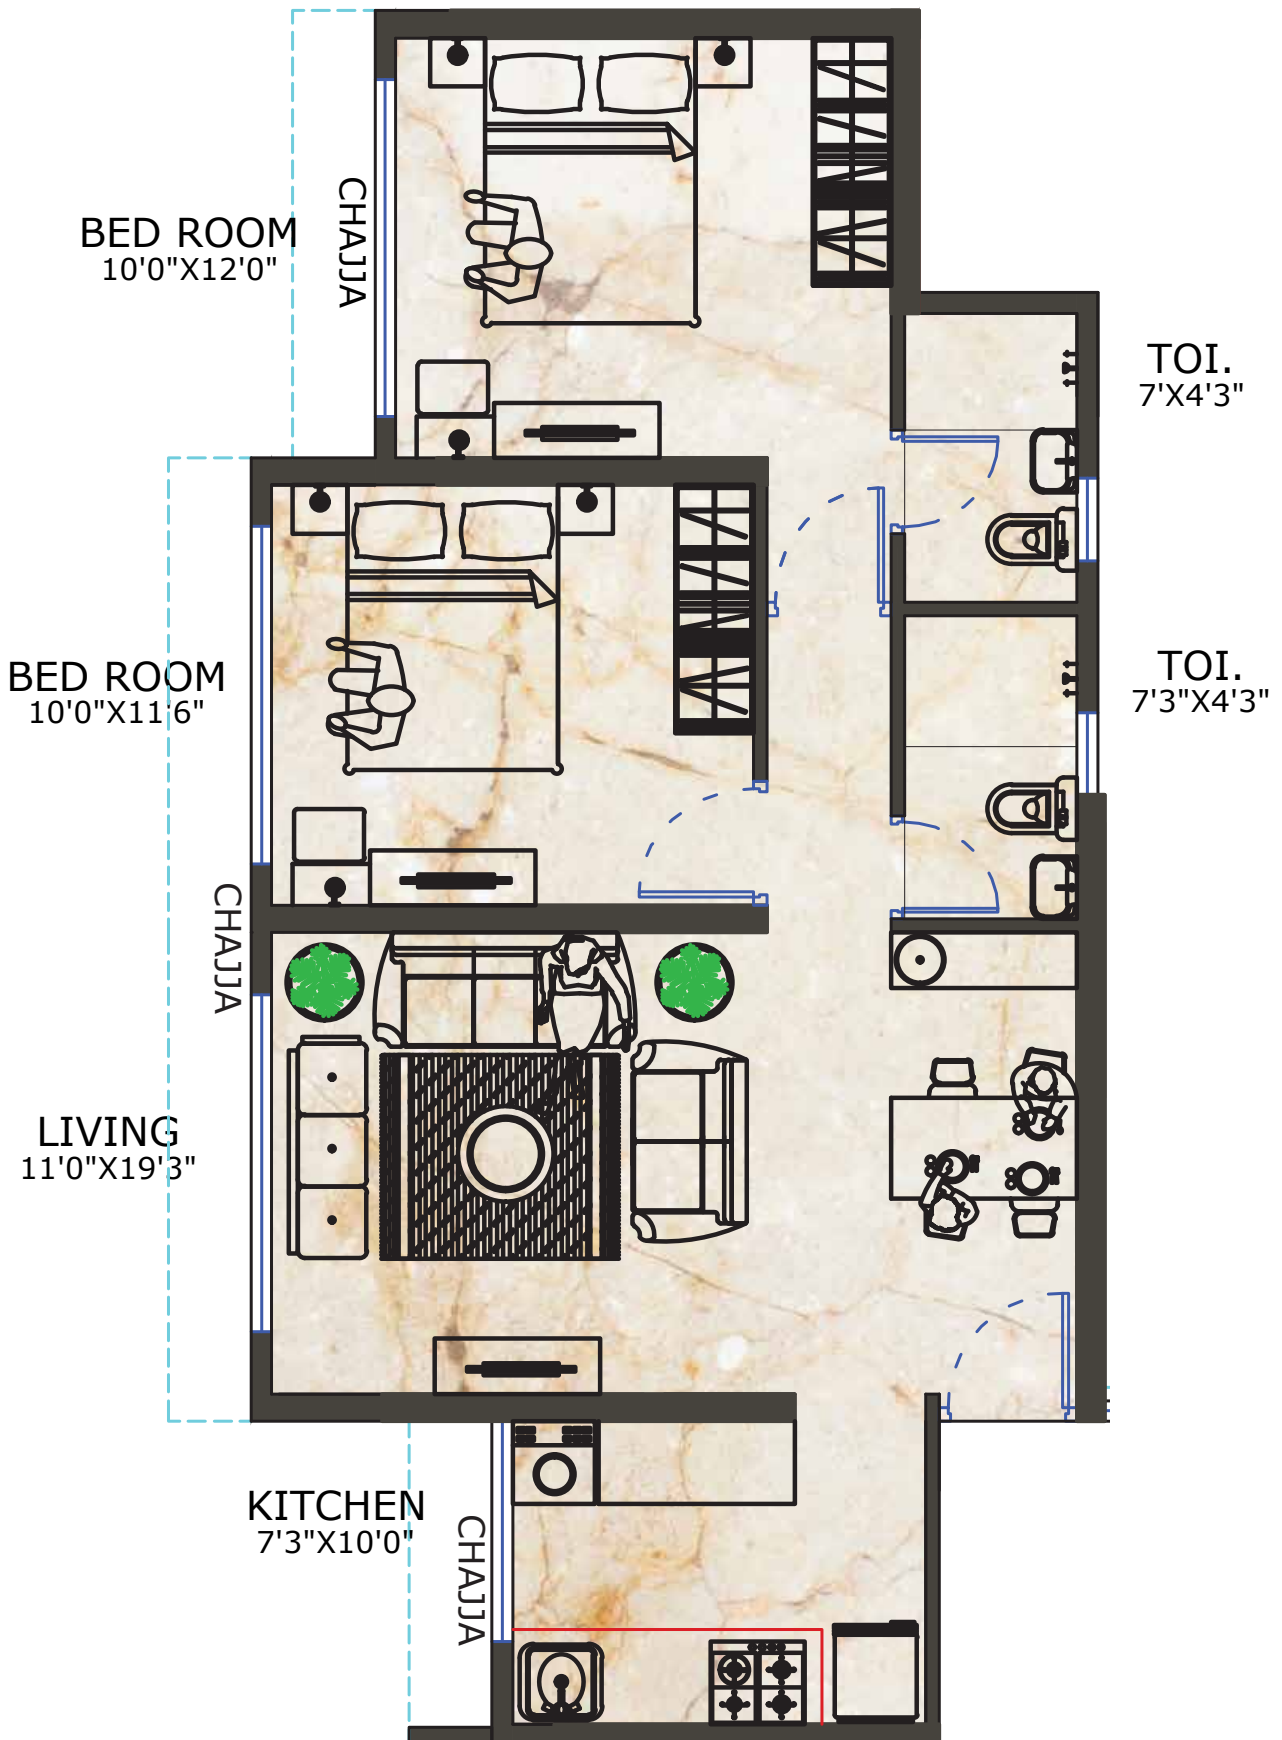 BED ROOM
10'0"X12'0"
CHAJJA
TOI.
7'X4'3"
BED ROOM
10'0"X11'6"
TOI.
7'3"X4'3"
CHAJJA
LIVING
11'0"X19'3"
KITCHEN
7'3"X10'0"
CHAJJA